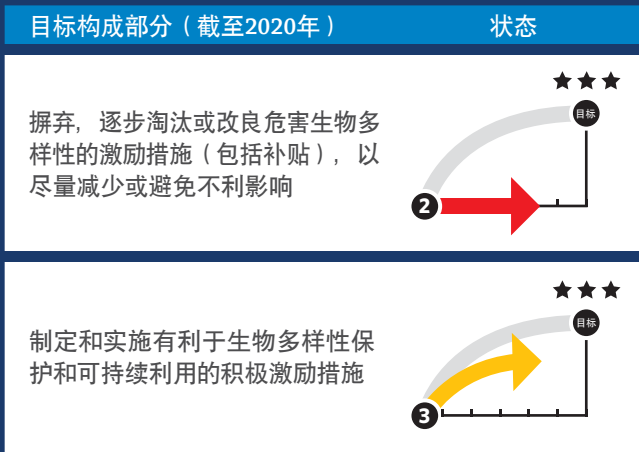 目标构成部分（截至2020年） 状态
摒弃，逐步淘汰或改良危害生物多
样性的激励措施（包括补贴），以
尽量减少或避免不利影响
目标
2
制定和实施有利于生物多样性保
护和可持续利用的积极激励措施
目标
3